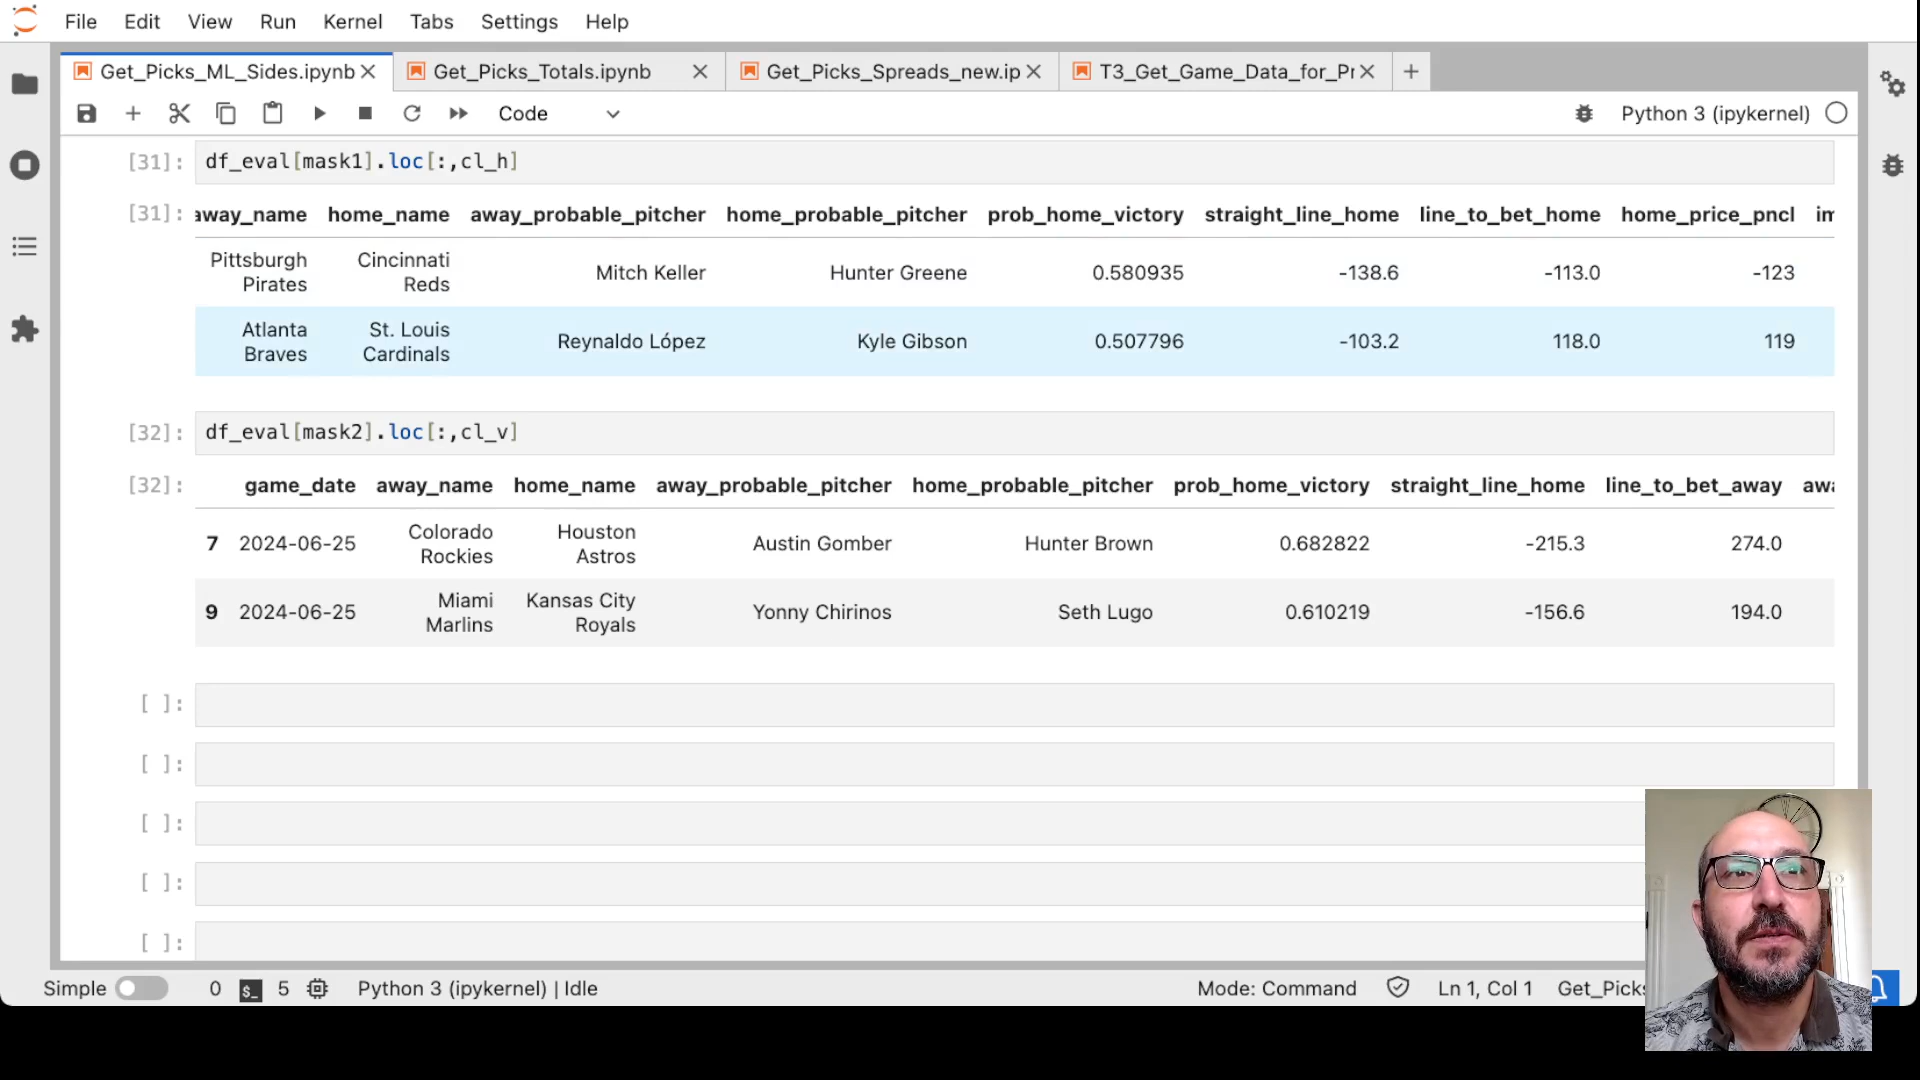 File Edit View Run Kernel Tabs Settings Help
Get_Picks_ML_Sides.ipynb Get_Picks_Totals.ipynb Get_Picks_Spreads_new.ip T3_Get_Game_Data_for_Pr
Code Python 3 (ipykernel)
[31]: df_eval[mask1].loc[:,cl_h]
[31]: away_name home_name away_probable_pitcher home_probable_pitcher prob_home_victory straight_line_home line_to_bet_home home_price_pncl im
Pittsburgh Pirates Cincinnati Reds Mitch Keller Hunter Greene 0.580935 -138.6 -113.0 -123
Atlanta Braves St. Louis Cardinals Reynaldo López Kyle Gibson 0.507796 -103.2 118.0 119
[32]: df_eval[mask2].loc[:,cl_v]
[32]: game_date away_name home_name away_probable_pitcher home_probable_pitcher prob_home_victory straight_line_home line_to_bet_away awa
7 2024-06-25 Colorado Rockies Houston Astros Austin Gomber Hunter Brown 0.682822 -215.3 274.0
9 2024-06-25 Miami Marlins Kansas City Royals Yonny Chirinos Seth Lugo 0.610219 -156.6 194.0
[ ]:
[ ]:
[ ]:
[ ]:
[ ]:
Simple 0 $_ 5 Python 3 (ipykernel) | Idle Mode: Command Ln 1, Col 1 Get_Picks